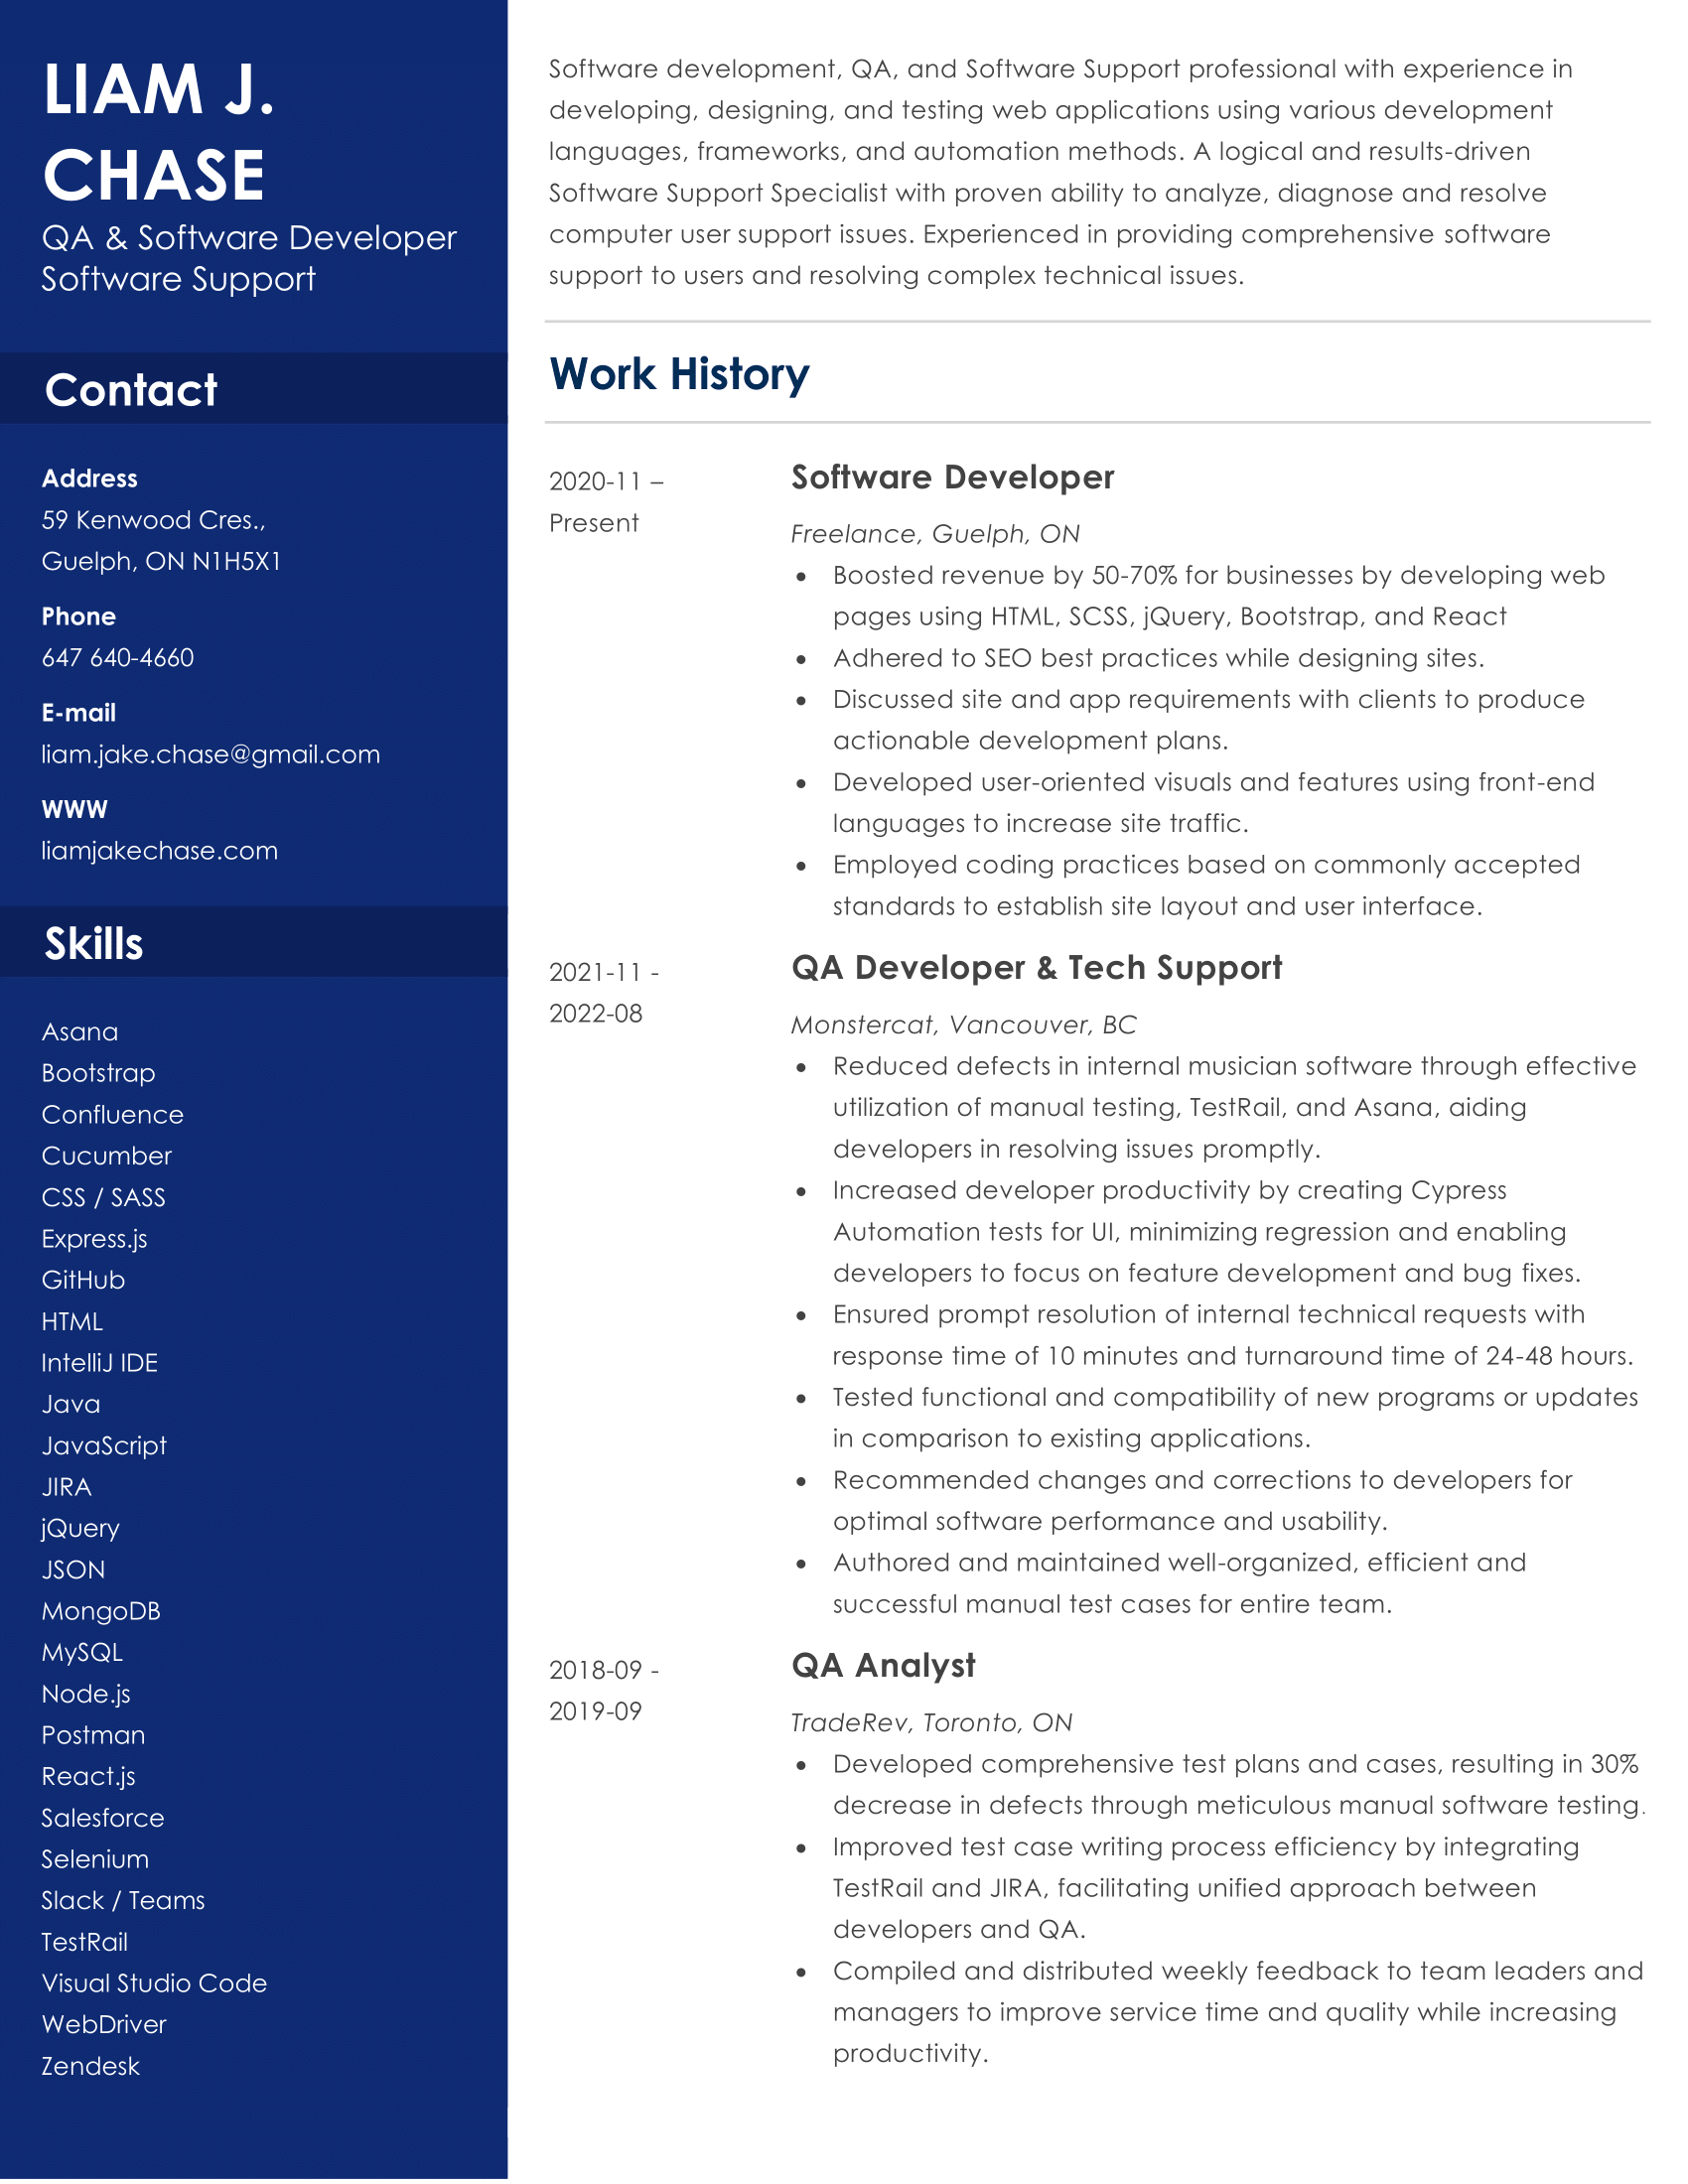 LIAM J.
CHASE
QA & Software Developer
Software Support
Contact
Address
59 Kenwood Cres.,
Guelph, ON N1H5X1
Phone
647 640-4660
E-mail
liam.jake.chase@gmail.com
WWW
liamjakechase.com
Skills
Asana
Bootstrap
Confluence
Cucumber
CSS / SASS
Express.js
GitHub
HTML
IntelliJ IDE
Java
JavaScript
JIRA
jQuery
JSON
MongoDB
MySQL
Node.js
Postman
React.js
Salesforce
Selenium
Slack / Teams
TestRail
Visual Studio Code
WebDriver
Zendesk
Software development, QA, and Software Support professional with experience in
developing, designing, and testing web applications using various development
languages, frameworks, and automation methods. A logical and results-driven
Software Support Specialist with proven ability to analyze, diagnose and resolve
computer user support issues. Experienced in providing comprehensive software
support to users and resolving complex technical issues.
Work History
2020-11 –
Present
Software Developer
Freelance, Guelph, ON
• Boosted revenue by 50-70% for businesses by developing web
pages using HTML, SCSS, jQuery, Bootstrap, and React
• Adhered to SEO best practices while designing sites.
• Discussed site and app requirements with clients to produce
actionable development plans.
• Developed user-oriented visuals and features using front-end
languages to increase site traffic.
• Employed coding practices based on commonly accepted
standards to establish site layout and user interface.
2021-11 -
2022-08
QA Developer & Tech Support
Monstercat, Vancouver, BC
• Reduced defects in internal musician software through effective
utilization of manual testing, TestRail, and Asana, aiding
developers in resolving issues promptly.
• Increased developer productivity by creating Cypress
Automation tests for UI, minimizing regression and enabling
developers to focus on feature development and bug fixes.
• Ensured prompt resolution of internal technical requests with
response time of 10 minutes and turnaround time of 24-48 hours.
• Tested functional and compatibility of new programs or updates
in comparison to existing applications.
• Recommended changes and corrections to developers for
optimal software performance and usability.
• Authored and maintained well-organized, efficient and
successful manual test cases for entire team.
2018-09 -
2019-09
QA Analyst
TradeRev, Toronto, ON
• Developed comprehensive test plans and cases, resulting in 30%
decrease in defects through meticulous manual software testing.
• Improved test case writing process efficiency by integrating
TestRail and JIRA, facilitating unified approach between
developers and QA.
• Compiled and distributed weekly feedback to team leaders and
managers to improve service time and quality while increasing
productivity.